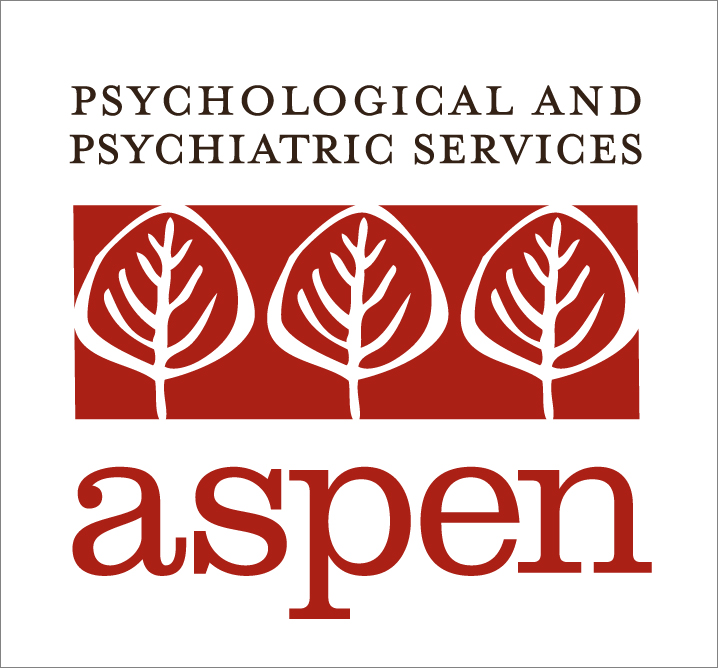 PSYCHOLOGICAL AND
PSYCHIATRIC SERVICES
aspen